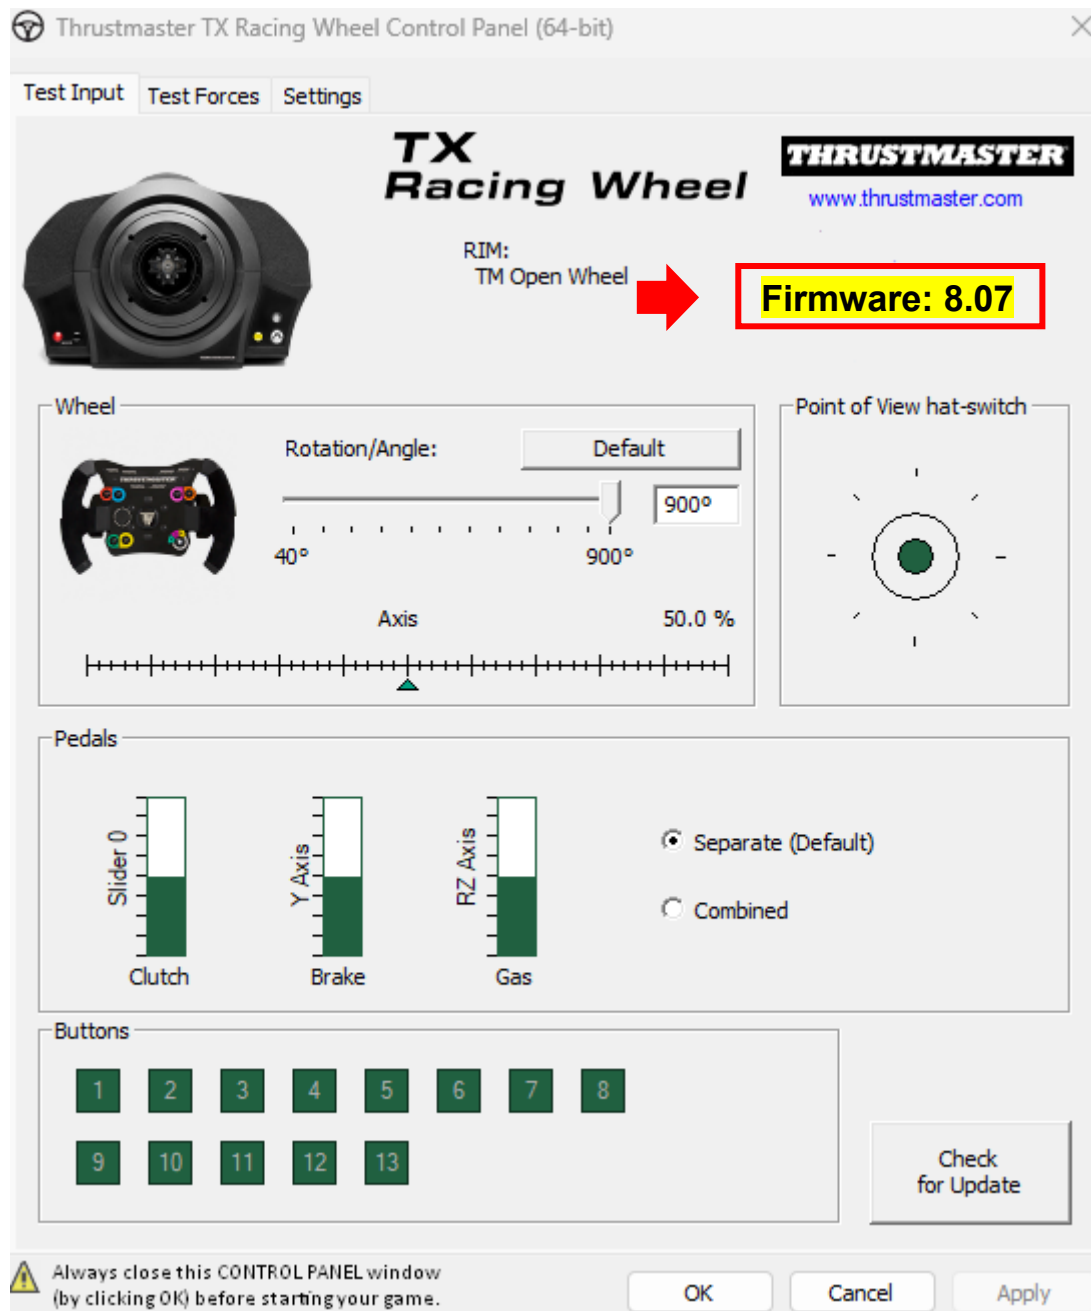 Thrustmaster TX Racing Wheel Control Panel (64-bit)
Test Input Test Forces Settings
TX
Racing Wheel
THRUSTMASTER
www.thrustmaster.com
RIM:
TM Open Wheel
Firmware: 8.07
Wheel
Rotation/Angle:
Default
900°
40°
900°
Axis
50.0 %
Point of View hat-switch
Pedals
Slider 0
Clutch
Y Axis
Brake
RZ Axis
Gas
Separate (Default)
Combined
Buttons
1 2 3 4 5 6 7 8
9 10 11 12 13
Check
for Update
Always close this CONTROL PANEL window
(by clicking OK) before starting your game.
OK Cancel Apply